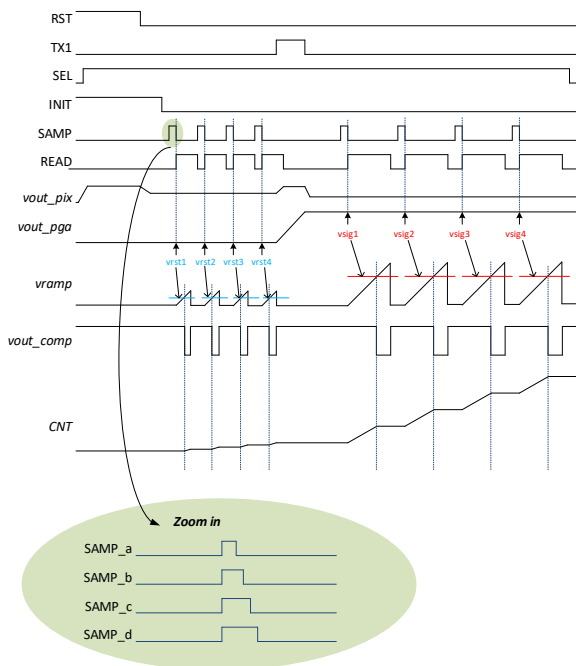 RST
TX1
SEL
INIT
SAMP
READ
vout_pix
vout_pga
vsig1 vsig2 vsig3 vsig4
vrst1 vrst2 vrst3 vrst4
vramp
vout_comp
CNT
Zoom in
SAMP_a
SAMP_b
SAMP_c
SAMP_d